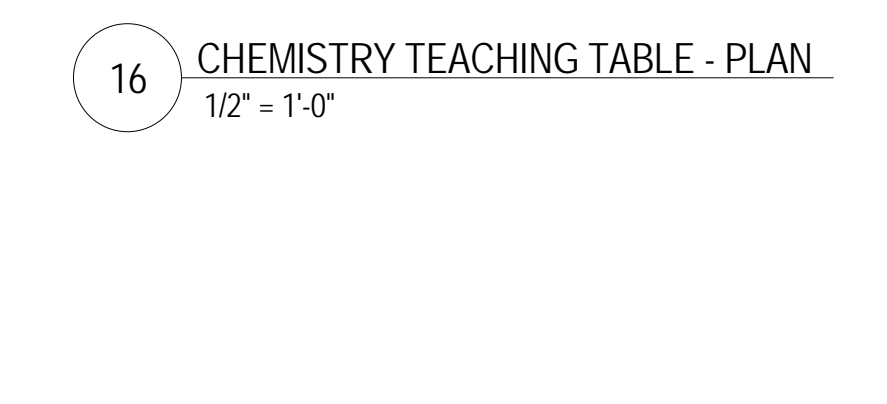 16
CHEMISTRY TEACHING TABLE - PLAN
1/2" = 1'-0"